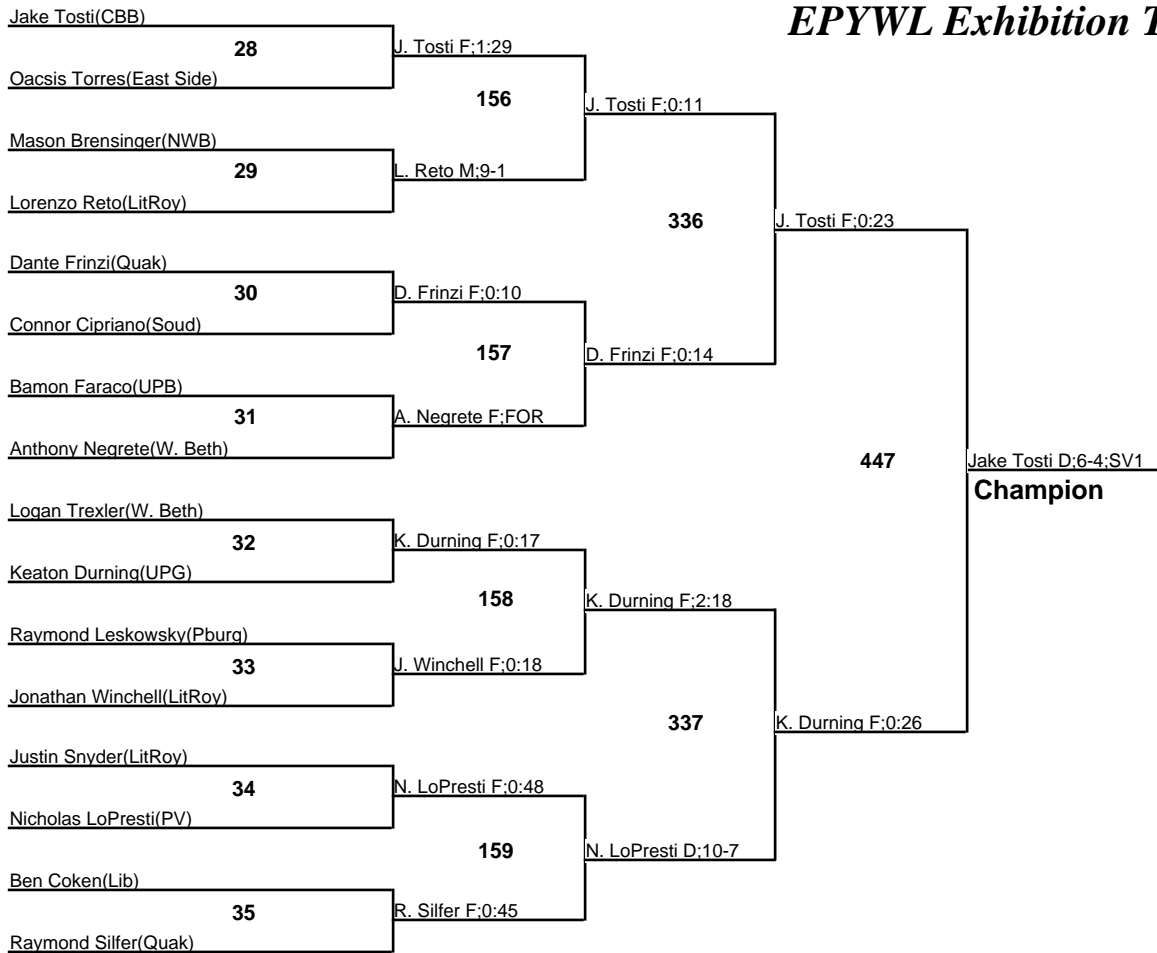 EPYWL Exhibition T
Jake Tosti(CBB)
28
J. Tosti F;1:29
Oacsis Torres(East Side)
156
J. Tosti F;0:11
Mason Brensinger(NWB)
29
L. Reto M;9-1
Lorenzo Reto(LitRoy)
336
J. Tosti F;0:23
Dante Frinzi(Quak)
30
D. Frinzi F;0:10
Connor Cipriano(Soud)
157
D. Frinzi F;0:14
Bamon Faraco(UPB)
31
A. Negrete F;FOR
Anthony Negrete(W. Beth)
447
Jake Tosti D;6-4;SV1
Champion
Logan Trexler(W. Beth)
32
K. Durning F;0:17
Keaton Durning(UPG)
158
K. Durning F;2:18
Raymond Leskowsky(Pburg)
33
J. Winchell F;0:18
Jonathan Winchell(LitRoy)
337
K. Durning F;0:26
Justin Snyder(LitRoy)
34
N. LoPresti F;0:48
Nicholas LoPresti(PV)
159
N. LoPresti D;10-7
Ben Coken(Lib)
35
R. Silfer F;0:45
Raymond Silfer(Quak)